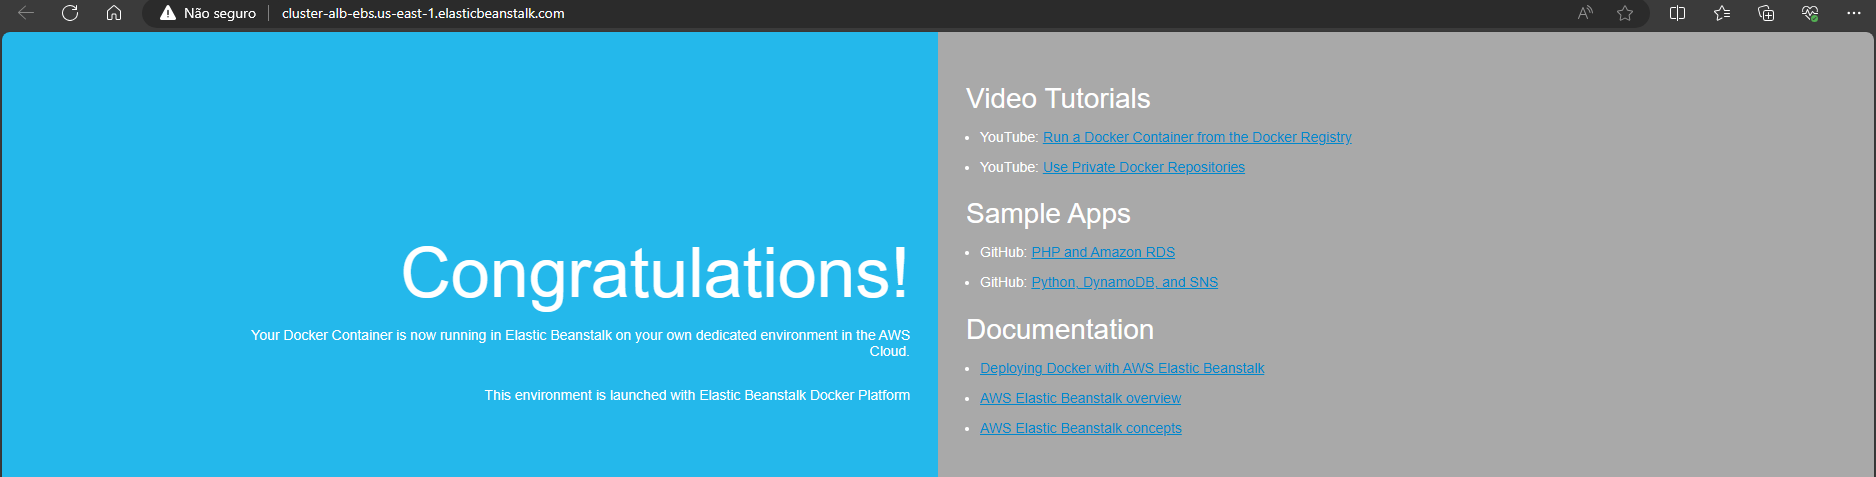 Não seguro
cluster-alb-ebs.us-east-1.elasticbeanstalk.com
Congratulations!
Your Docker Container is now running in Elastic Beanstalk on your own dedicated environment in the AWS
Cloud.
This environment is launched with Elastic Beanstalk Docker Platform
Video Tutorials
YouTube: Run a Docker Container from the Docker Registry
YouTube: Use Private Docker Repositories
Sample Apps
GitHub: PHP and Amazon RDS
GitHub: Python, DynamoDB, and SNS
Documentation
Deploying Docker with AWS Elastic Beanstalk
AWS Elastic Beanstalk overview
AWS Elastic Beanstalk concepts